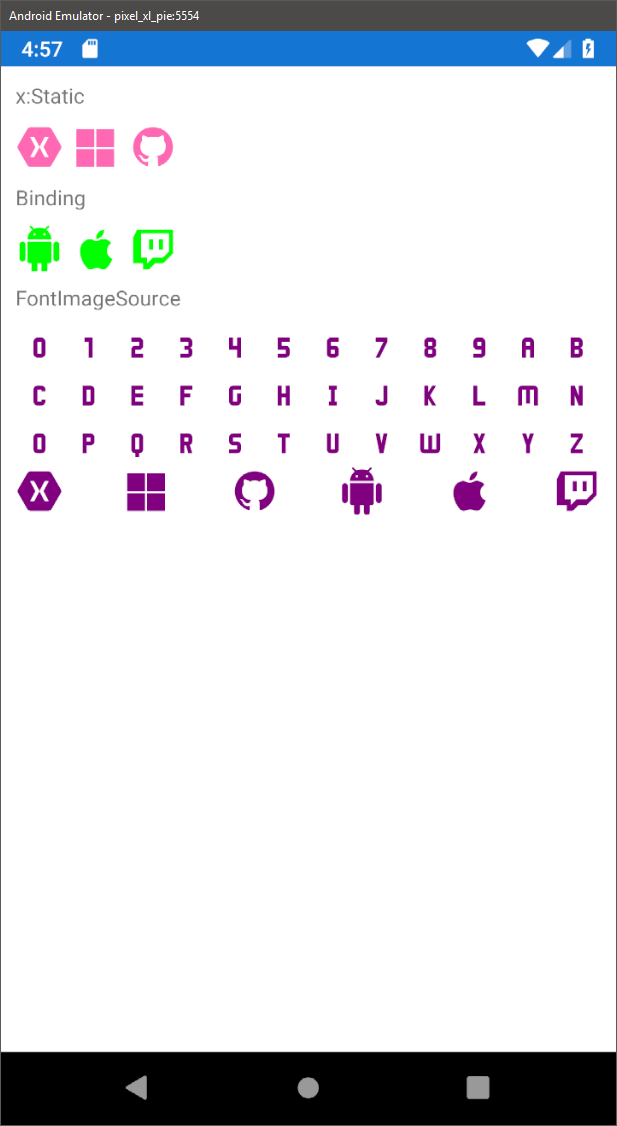 Android Emulator - pixel_xl_pie:5554
4:57
x:Static
Binding
FontImageSource
0 1 2 3 4 5 6 7 8 9 A B
C D E F G H I J K L M N
O P Q R S T U V W X Y Z